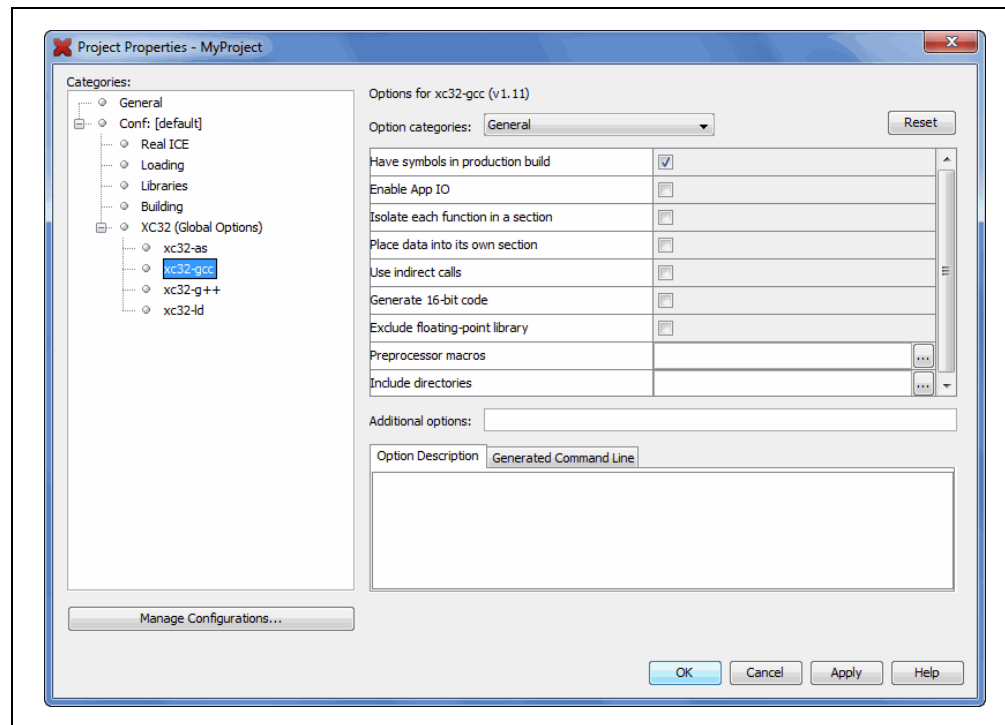 Project Properties - MyProject
Categories:
General
Conf: [default]
Real ICE
Loading
Libraries
Building
XC32 (Global Options)
xc32-as
xc32-gcc
xc32-g++
xc32-ld
Manage Configurations...
Options for xc32-gcc (v1.11)
Option categories: General
Reset
Have symbols in production build
Enable App IO
Isolate each function in a section
Place data into its own section
Use indirect calls
Generate 16-bit code
Exclude floating-point library
Preprocessor macros ...
Include directories ...
Additional options:
Option Description Generated Command Line
OK Cancel Apply Help